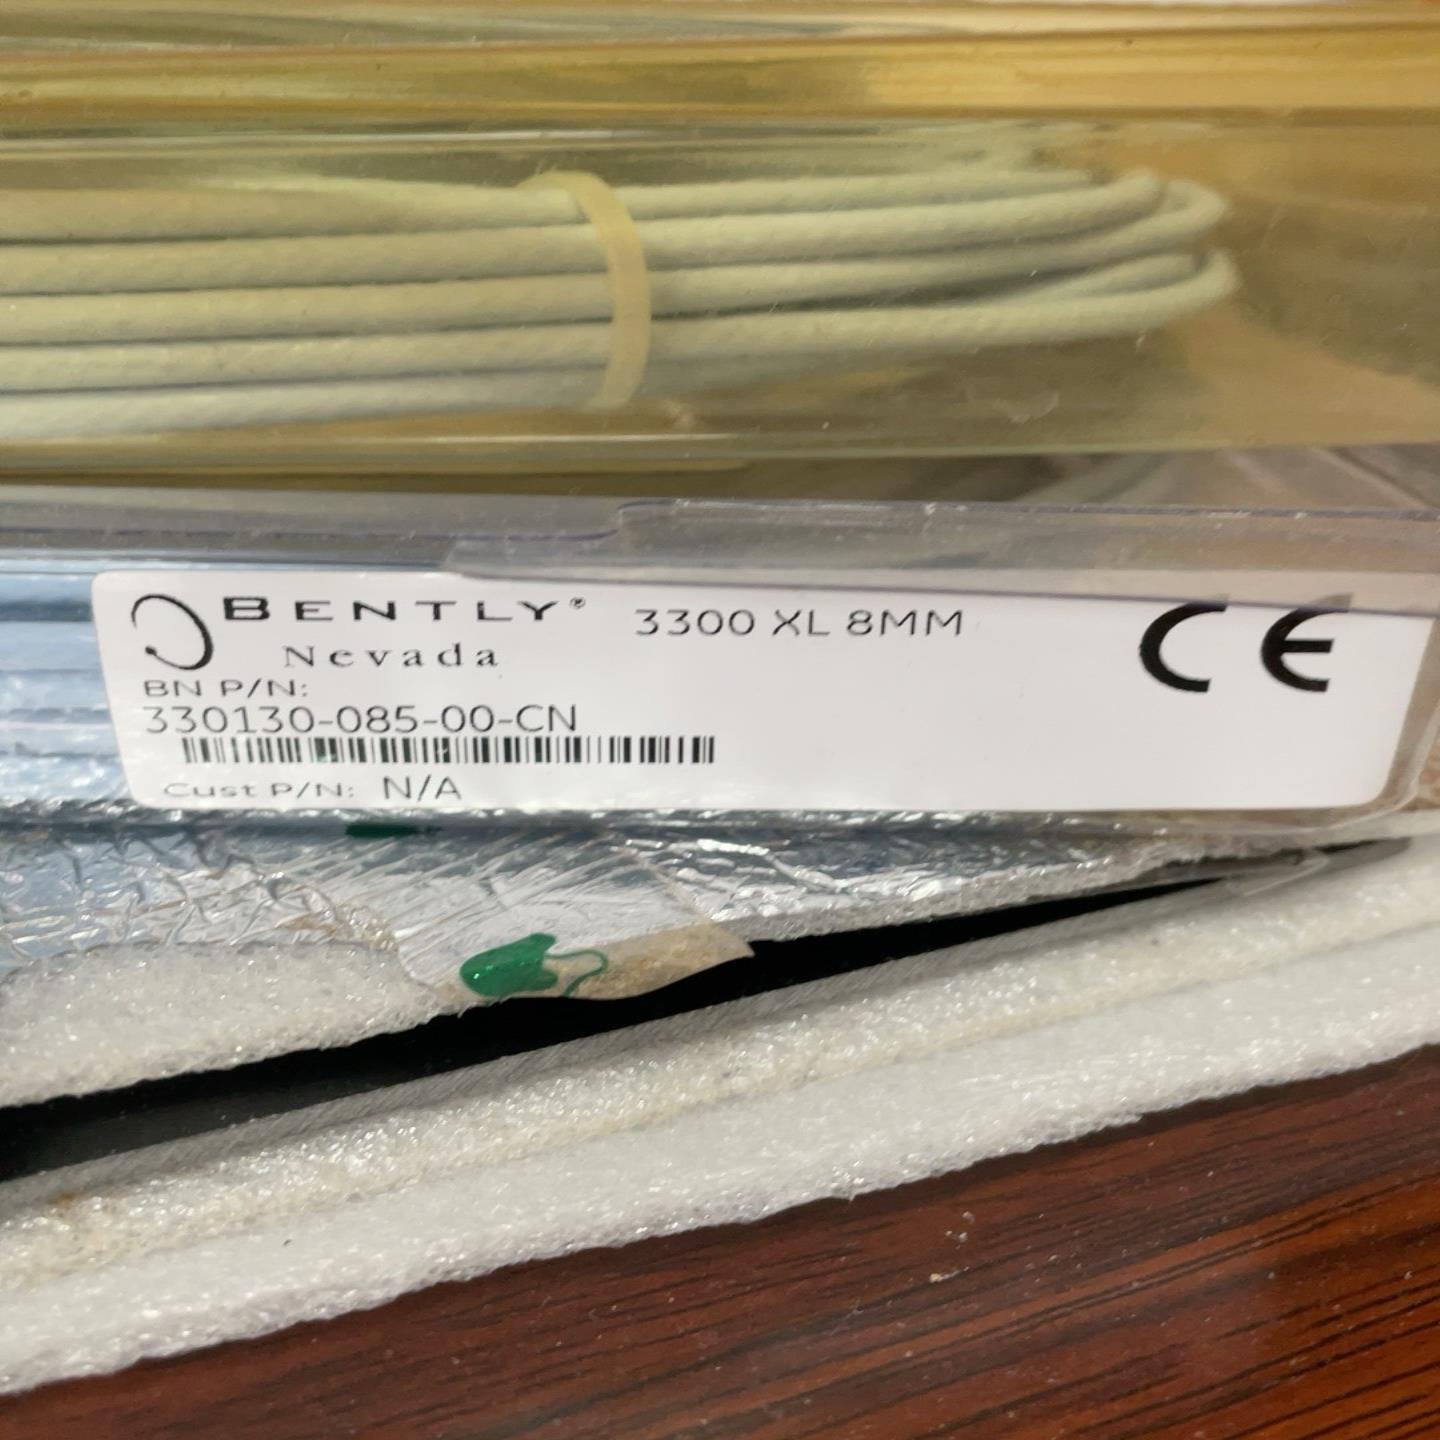 BENTLY® 3300 XL 8MM CE
Nevada
BN P/N:
330130-085-00-CN
Cust P/N: N/A